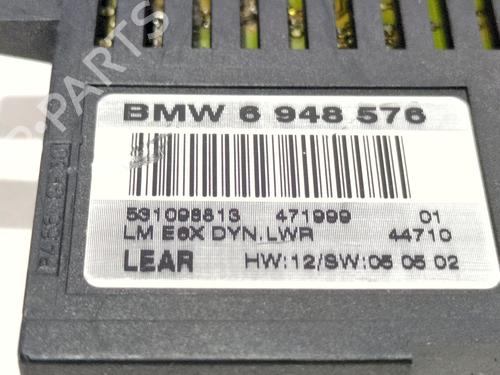 BMW 6 948 576
531098813 471999 01
LM E6X DYN.LWR 44710
LEAR HW:12/SW:05 05 02